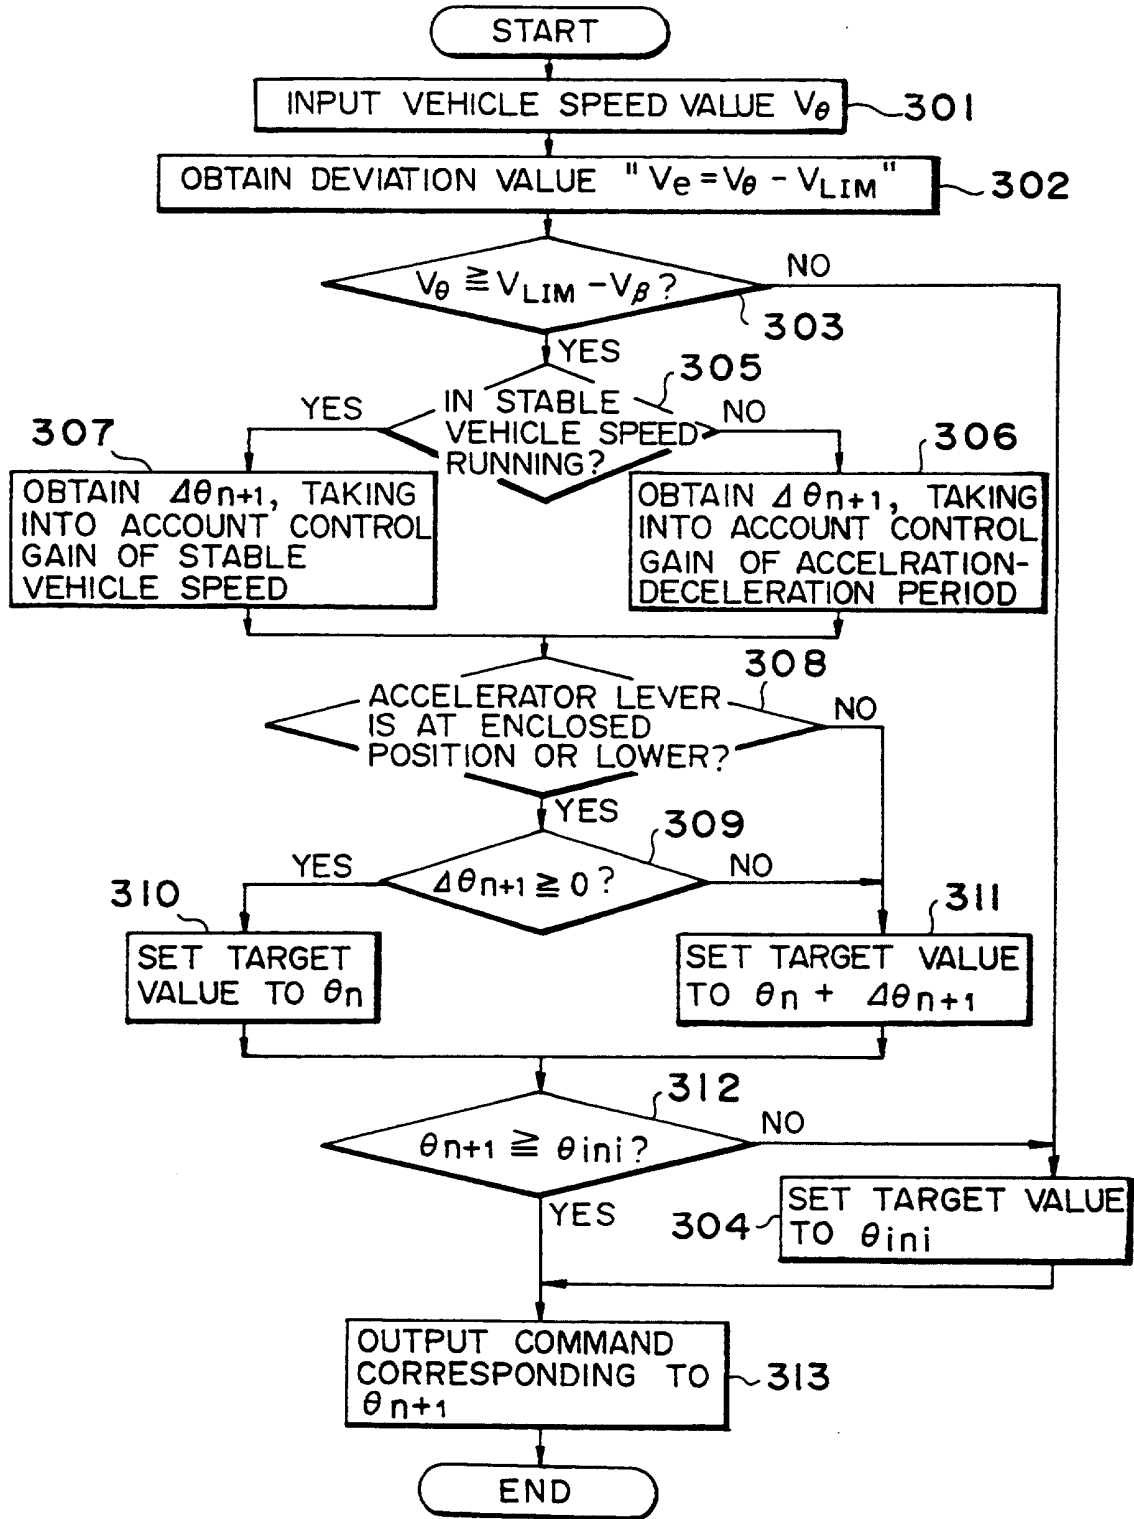 START
INPUT VEHICLE SPEED VALUE Vθ
301
OBTAIN DEVIATION VALUE "Ve = Vθ - VLIM"
302
Vθ ≧ VLIM - Vβ?
NO
303
YES
305
IN STABLE
VEHICLE SPEED
RUNNING?
YES
NO
307
306
OBTAIN Δθn+1, TAKING
INTO ACCOUNT CONTROL
GAIN OF STABLE
VEHICLE SPEED
OBTAIN Δθn+1, TAKING
INTO ACCOUNT CONTROL
GAIN OF ACCELRATION-
DECELERATION PERIOD
308
ACCELERATOR LEVER
IS AT ENCLOSED
POSITION OR LOWER?
NO
YES
309
Δθn+1 ≧ 0?
YES
NO
310
311
SET TARGET
VALUE TO θn
SET TARGET VALUE
TO θn + Δθn+1
312
θn+1 ≧ θini?
NO
YES
304
SET TARGET VALUE
TO θini
OUTPUT COMMAND
CORRESPONDING TO
θn+1
313
END